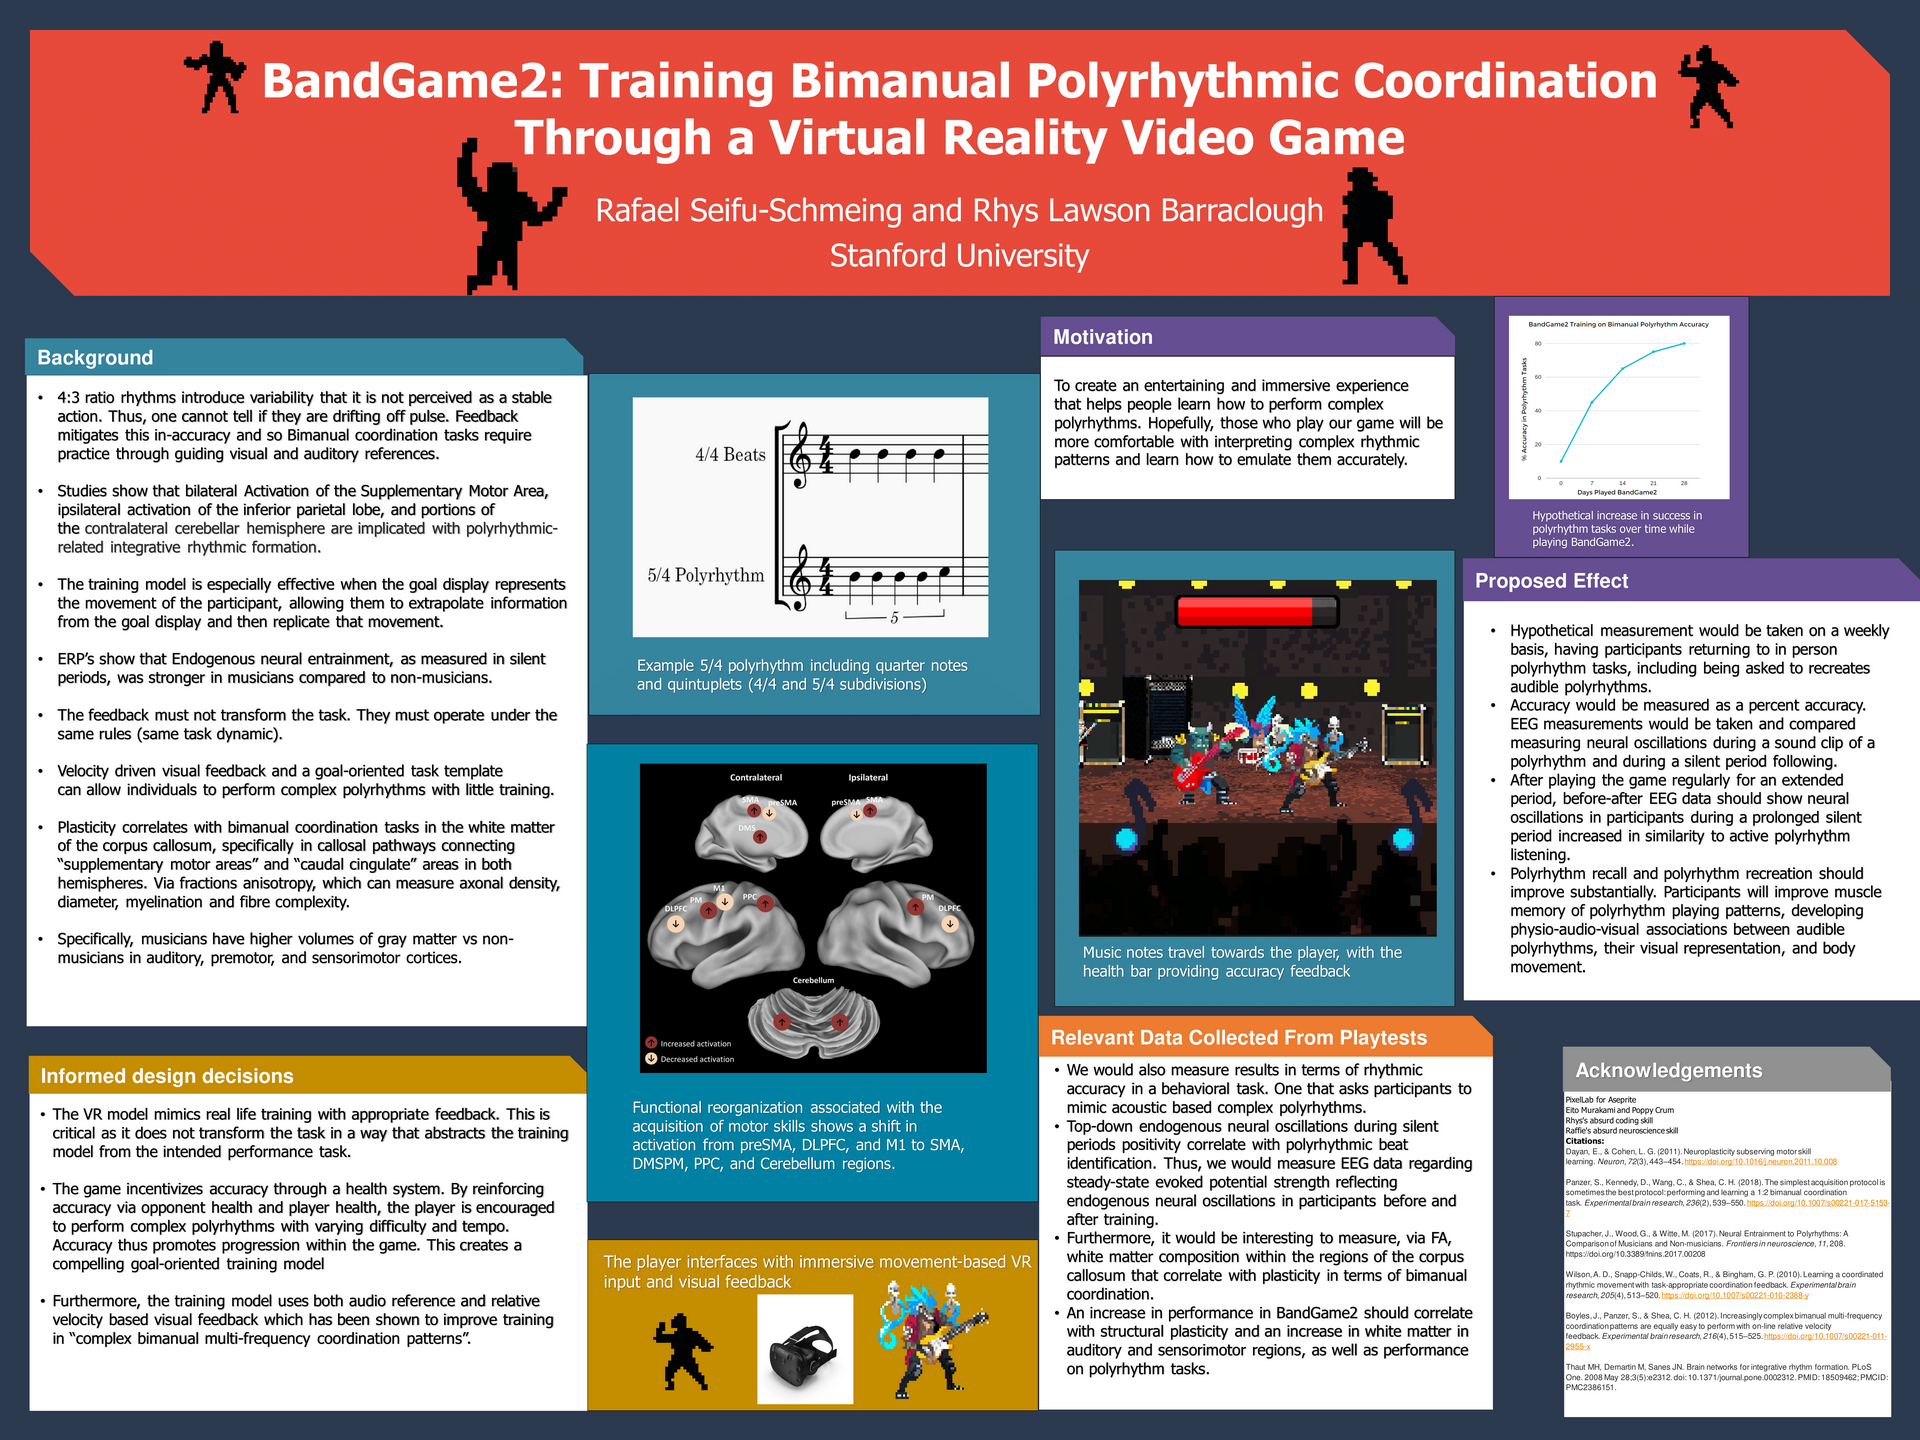 BandGame2: Training Bimanual Polyrhythmic Coordination
Through a Virtual Reality Video Game
Rafael Seifu-Schmeing and Rhys Lawson Barraclough
Stanford University
Background
• 4:3 ratio rhythms introduce variability that it is not perceived as a stable
action. Thus, one cannot tell if they are drifting off pulse. Feedback
mitigates this in-accuracy and so Bimanual coordination tasks require
practice through guiding visual and auditory references.
• Studies show that bilateral Activation of the Supplementary Motor Area,
ipsilateral activation of the inferior parietal lobe, and portions of
the contralateral cerebellar hemisphere are implicated with polyrhythmic-
related integrative rhythmic formation.
• The training model is especially effective when the goal display represents
the movement of the participant, allowing them to extrapolate information
from the goal display and then replicate that movement.
• ERP's show that Endogenous neural entrainment, as measured in silent
periods, was stronger in musicians compared to non-musicians.
• The feedback must not transform the task. They must operate under the
same rules (same task dynamic).
• Velocity driven visual feedback and a goal-oriented task template
can allow individuals to perform complex polyrhythms with little training.
• Plasticity correlates with bimanual coordination tasks in the white matter
of the corpus callosum, specifically in callosal pathways connecting
“supplementary motor areas” and “caudal cingulate” areas in both
hemispheres. Via fractions anisotropy, which can measure axonal density,
diameter, myelination and fibre complexity.
• Specifically, musicians have higher volumes of gray matter vs non-
musicians in auditory, premotor, and sensorimotor cortices.
Informed design decisions
• The VR model mimics real life training with appropriate feedback. This is
critical as it does not transform the task in a way that abstracts the training
model from the intended performance task.
• The game incentivizes accuracy through a health system. By reinforcing
accuracy via opponent health and player health, the player is encouraged
to perform complex polyrhythms with varying difficulty and tempo.
Accuracy thus promotes progression within the game. This creates a
compelling goal-oriented training model
• Furthermore, the training model uses both audio reference and relative
velocity based visual feedback which has been shown to improve training
in “complex bimanual multi-frequency coordination patterns”.
4/4 Beats
4
4
5/4 Polyrhythm
4
4
5
Example 5/4 polyrhythm including quarter notes
and quintuplets (4/4 and 5/4 subdivisions)
Contralateral Ipsilateral
SMA preSMA preSMA SMA
DMS
M1
PM PPC PM
DLPFC DLPFC
Cerebellum
Increased activation
Decreased activation
Functional reorganization associated with the
acquisition of motor skills shows a shift in
activation from preSMA, DLPFC, and M1 to SMA,
DMSPM, PPC, and Cerebellum regions.
The player interfaces with immersive movement-based VR
input and visual feedback
Motivation
To create an entertaining and immersive experience
that helps people learn how to perform complex
polyrhythms. Hopefully, those who play our game will be
more comfortable with interpreting complex rhythmic
patterns and learn how to emulate them accurately.
Music notes travel towards the player, with the
health bar providing accuracy feedback
Relevant Data Collected From Playtests
• We would also measure results in terms of rhythmic
accuracy in a behavioral task. One that asks participants to
mimic acoustic based complex polyrhythms.
• Top-down endogenous neural oscillations during silent
periods positivity correlate with polyrhythmic beat
identification. Thus, we would measure EEG data regarding
steady-state evoked potential strength reflecting
endogenous neural oscillations in participants before and
after training.
• Furthermore, it would be interesting to measure, via FA,
white matter composition within the regions of the corpus
callosum that correlate with plasticity in terms of bimanual
coordination.
• An increase in performance in BandGame2 should correlate
with structural plasticity and an increase in white matter in
auditory and sensorimotor regions, as well as performance
on polyrhythm tasks.
BandGame2 Training on Bimanual Polyrhythm Accuracy
% Accuracy in Polyrhythm Tasks
80
60
40
20
0
0 7 14 21 28
Days Played BandGame2
Hypothetical increase in success in
polyrhythm tasks over time while
playing BandGame2.
Proposed Effect
• Hypothetical measurement would be taken on a weekly
basis, having participants returning to in person
polyrhythm tasks, including being asked to recreates
audible polyrhythms.
• Accuracy would be measured as a percent accuracy.
EEG measurements would be taken and compared
measuring neural oscillations during a sound clip of a
polyrhythm and during a silent period following.
• After playing the game regularly for an extended
period, before-after EEG data should show neural
oscillations in participants during a prolonged silent
period increased in similarity to active polyrhythm
listening.
• Polyrhythm recall and polyrhythm recreation should
improve substantially. Participants will improve muscle
memory of polyrhythm playing patterns, developing
physio-audio-visual associations between audible
polyrhythms, their visual representation, and body
movement.
Acknowledgements
PixelLab for Aseprite
Eito Murakami and Poppy Crum
Rhys's absurd coding skill
Raffie's absurd neuroscience skill
Citations:
Dayan, E., & Cohen, L. G. (2011). Neuroplasticity subserving motor skill
learning. Neuron, 72(3), 443–454. https://doi.org/10.1016/j.neuron.2011.10.008
Panzer, S., Kennedy, D., Wang, C., & Shea, C. H. (2018). The simplest acquisition protocol is
sometimes the best protocol: performing and learning a 1:2 bimanual coordination
task. Experimental brain research, 236(2), 539–550. https://doi.org/10.1007/s00221-017-5153-
7
Stupacher, J., Wood, G., & Witte, M. (2017). Neural Entrainment to Polyrhythms: A
Comparison of Musicians and Non-musicians. Frontiers in neuroscience, 11, 208.
https://doi.org/10.3389/fnins.2017.00208
Wilson, A. D., Snapp-Childs, W., Coats, R., & Bingham, G. P. (2010). Learning a coordinated
rhythmic movement with task-appropriate coordination feedback. Experimental brain
research, 205(4), 513–520. https://doi.org/10.1007/s00221-010-2388-y
Boyles, J., Panzer, S., & Shea, C. H. (2012). Increasingly complex bimanual multi-frequency
coordination patterns are equally easy to perform with on-line relative velocity
feedback. Experimental brain research, 216(4), 515–525. https://doi.org/10.1007/s00221-011-
2955-x
Thaut MH, Demartin M, Sanes JN. Brain networks for integrative rhythm formation. PLoS
One. 2008 May 28;3(5):e2312. doi: 10.1371/journal.pone.0002312. PMID: 18509462; PMCID:
PMC2386151.